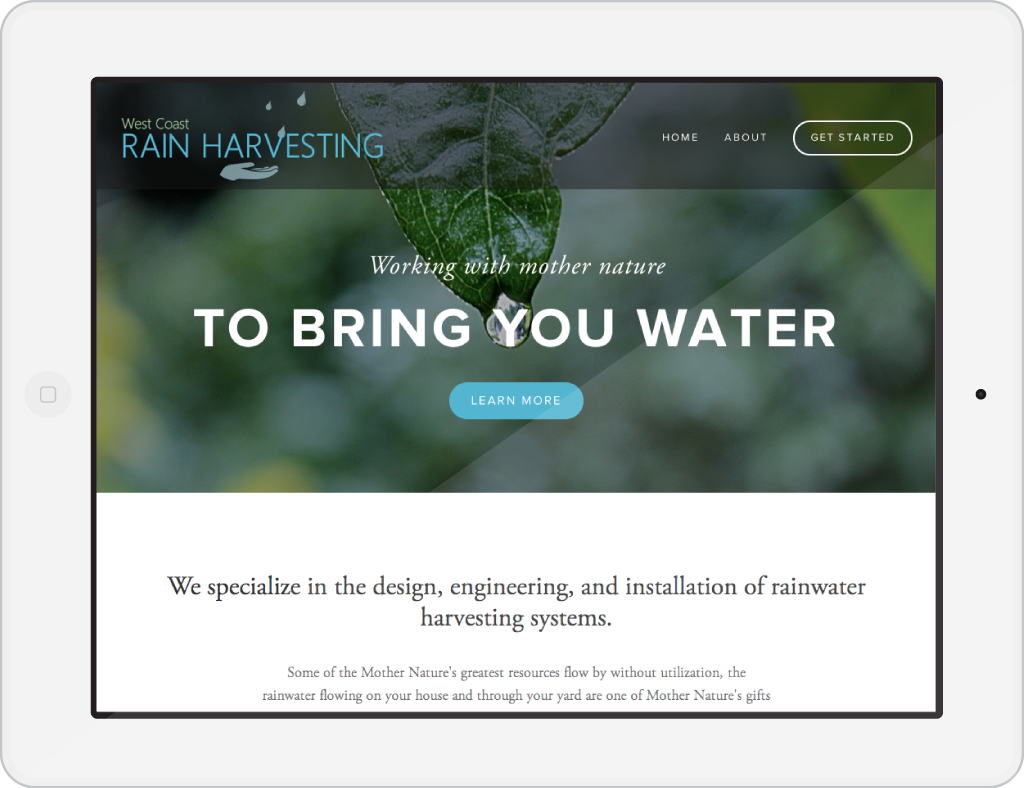 West Coast
RAIN HARVESTING
HOME ABOUT GET STARTED
Working with mother nature
TO BRING YOU WATER
LEARN MORE
We specialize in the design, engineering, and installation of rainwater
harvesting systems.
Some of the Mother Nature's greatest resources flow by without utilization, the
rainwater flowing on your house and through your yard are one of Mother Nature's gifts